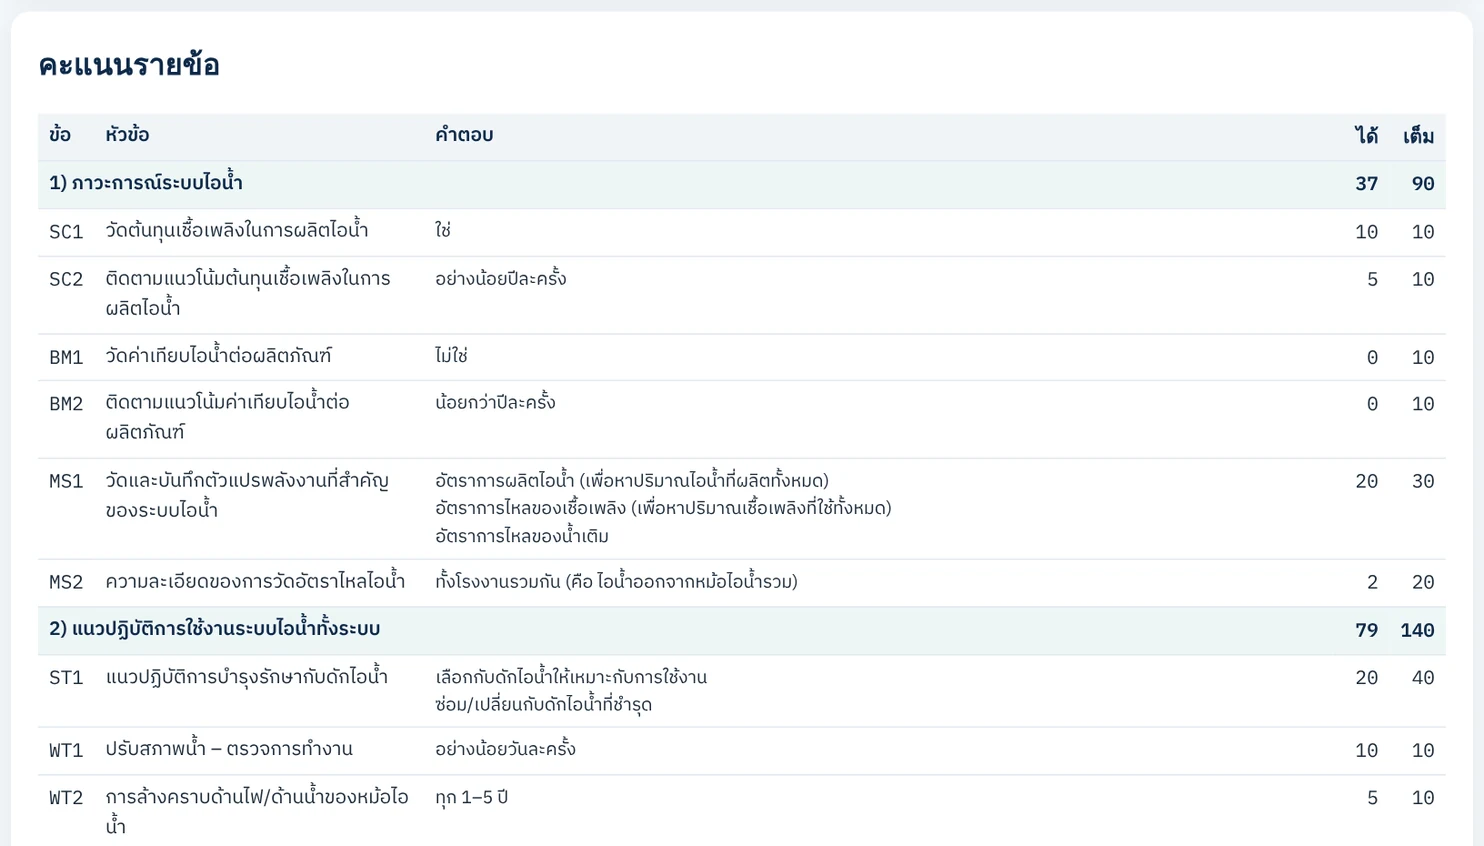 คะแนนรายข้อ
ข้อ หัวข้อ คำตอบ ได้ เต็ม
1) ภาวะการณ์ระบบไอน้ำ 37 90
SC1 วัดต้นทุนเชื้อเพลิงในการผลิตไอน้ำ ใช่ 10 10
SC2 ติดตามแนวโน้มต้นทุนเชื้อเพลิงในการ อย่างน้อยปีละครั้ง 5 10
ผลิตไอน้ำ
BM1 วัดค่าเทียบไอน้ำต่อผลิตภัณฑ์ ไม่ใช่ 0 10
BM2 ติดตามแนวโน้มค่าเทียบไอน้ำต่อ น้อยกว่าปีละครั้ง 0 10
ผลิตภัณฑ์
MS1 วัดและบันทึกตัวแปรพลังงานที่สำคัญ อัตราการผลิตไอน้ำ (เพื่อหาปริมาณไอน้ำที่ผลิตทั้งหมด) 20 30
ของระบบไอน้ำ อัตราการไหลของเชื้อเพลิง (เพื่อหาปริมาณเชื้อเพลิงที่ใช้ทั้งหมด)
อัตราการไหลของน้ำเติม
MS2 ความละเอียดของการวัดอัตราไหลไอน้ำ ทั้งโรงงานรวมกัน (คือ ไอน้ำออกจากหม้อไอน้ำรวม) 2 20
2) แนวปฏิบัติการใช้งานระบบไอน้ำทั้งระบบ 79 140
ST1 แนวปฏิบัติการบำรุงรักษากับดักไอน้ำ เลือกกับดักไอน้ำให้เหมาะกับการใช้งาน 20 40
ซ่อม/เปลี่ยนกับดักไอน้ำที่ชำรุด
WT1 ปรับสภาพน้ำ – ตรวจการทำงาน อย่างน้อยวันละครั้ง 10 10
WT2 การล้างคราบด้านไฟ/ด้านน้ำของหม้อไอ ทุก 1–5 ปี 5 10
น้ำ